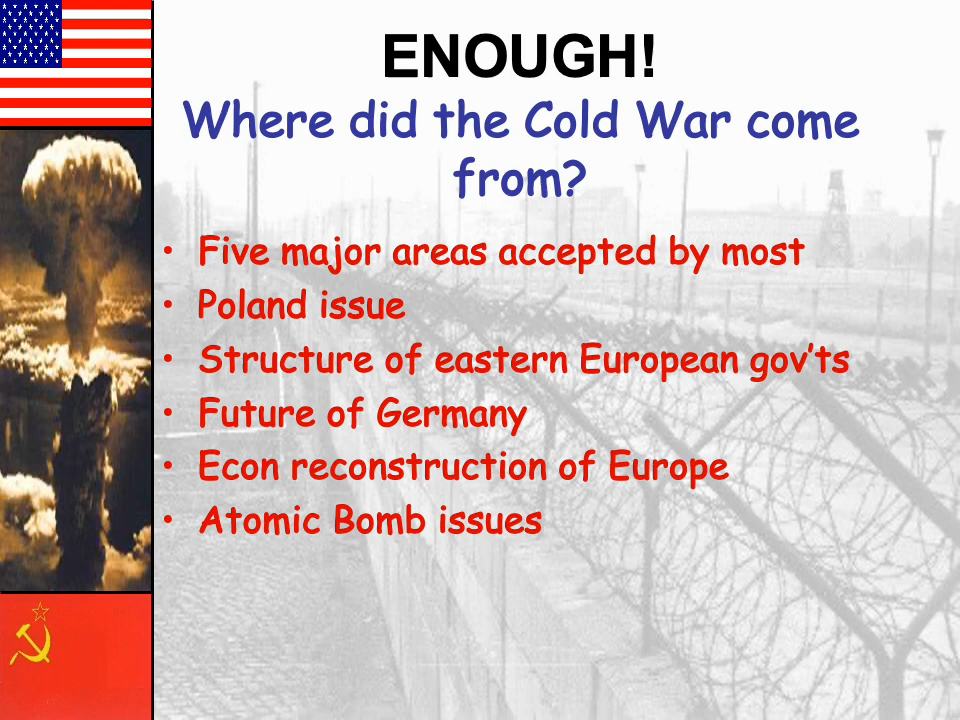 ENOUGH!
Where did the Cold War come
from?
• Five major areas accepted by most
• Poland issue
• Structure of eastern European gov’ts
• Future of Germany
• Econ reconstruction of Europe
• Atomic Bomb issues